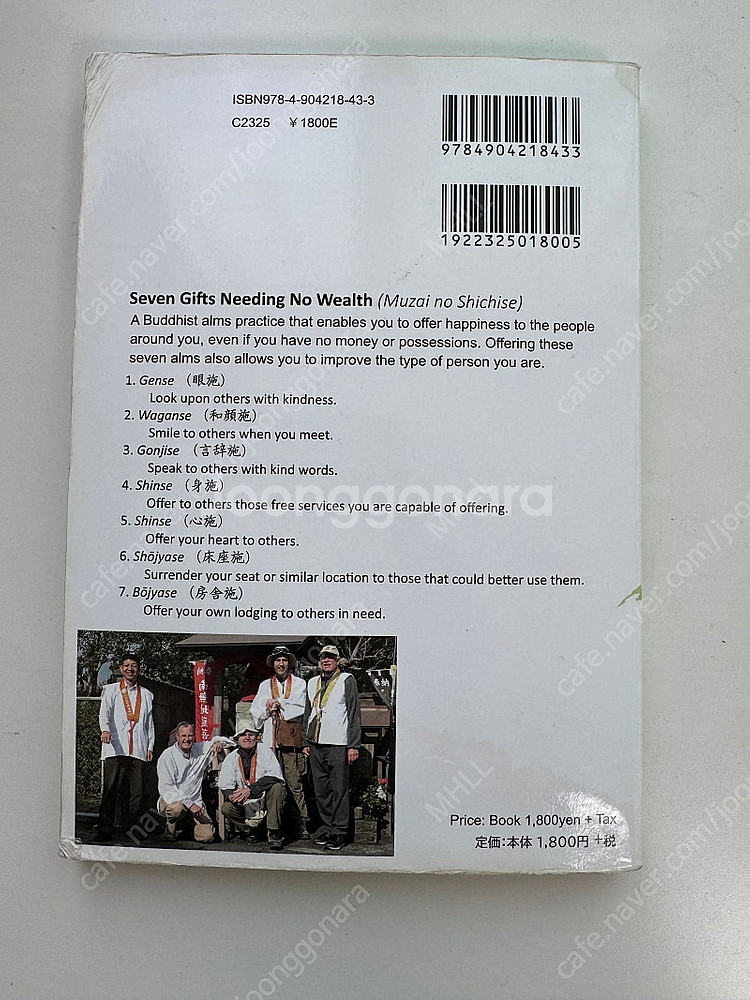 ISBN978-4-904218-43-3
C2325 ¥1800E
9784904218433
1922325018005
Seven Gifts Needing No Wealth (Muzai no Shichise)
A Buddhist alms practice that enables you to offer happiness to the people
around you, even if you have no money or possessions. Offering these
seven alms also allows you to improve the type of person you are.
1. Gense （眼施）
Look upon others with kindness.
2. Waganse （和顔施）
Smile to others when you meet.
3. Gonjise （言辞施）
Speak to others with kind words.
4. Shinse （身施）
Offer to others those free services you are capable of offering.
5. Shinse （心施）
Offer your heart to others.
6. Shōjyase （床座施）
Surrender your seat or similar location to those that could better use them.
7. Bōjyase （房舎施）
Offer your own lodging to others in need.
奉納
Price: Book 1,800yen + Tax
定価:本体 1,800円 +税
joonggonara
cafe.naver.com/joonggonara
MHLL